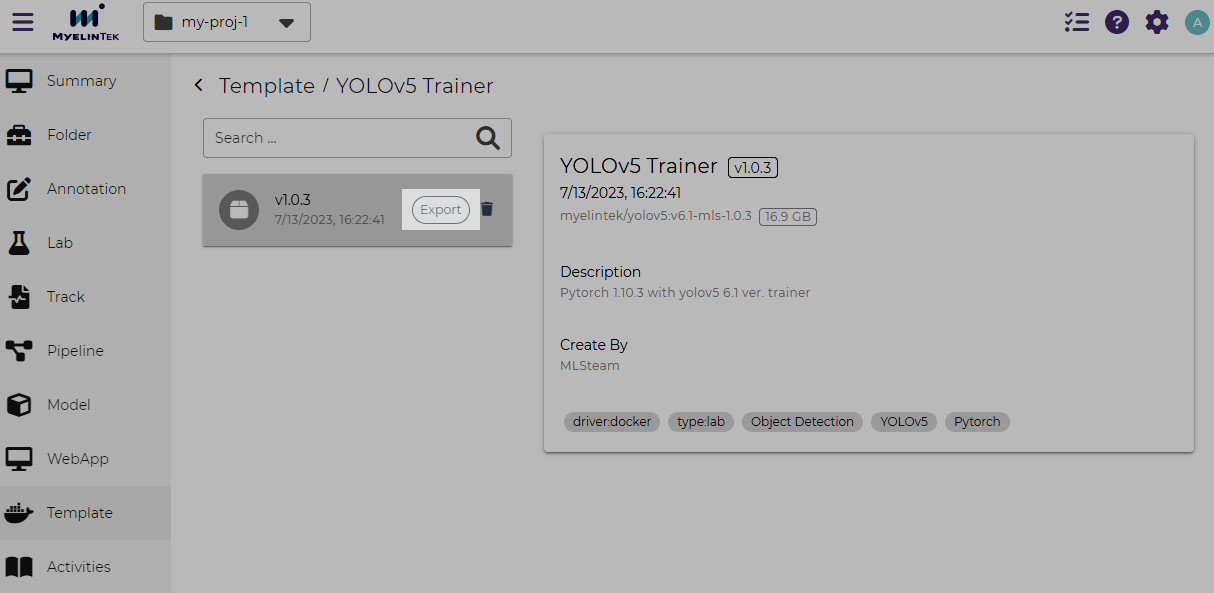 MYELINTEK
my-proj-1
A
Summary
Folder
Annotation
Lab
Track
Pipeline
Model
WebApp
Template
Activities
Template / YOLOv5 Trainer
Search ...
v1.0.3
7/13/2023, 16:22:41
Export
YOLOv5 Trainer v1.0.3
7/13/2023, 16:22:41
myelintek/yolov5:v6.1-mls-1.0.3 16.9 GB
Description
Pytorch 1.10.3 with yolov5 6.1 ver. trainer
Create By
MLSteam
driver:docker type:lab Object Detection YOLOv5 Pytorch